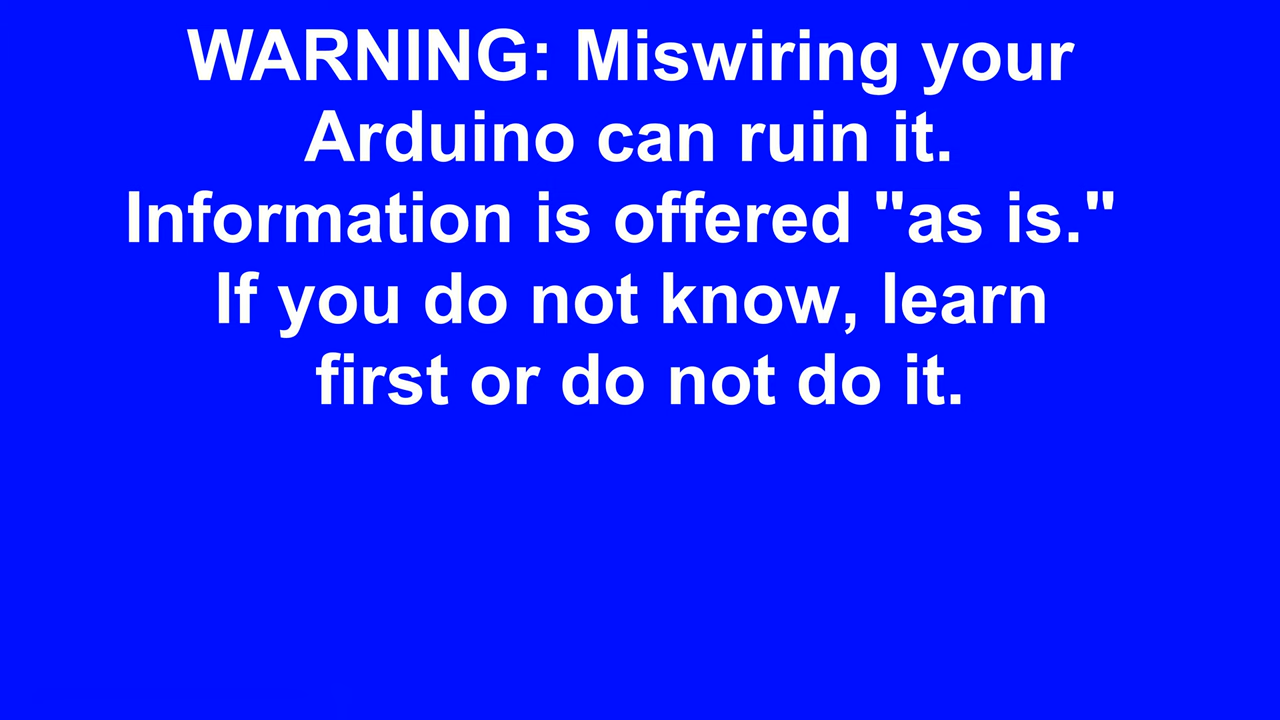 WARNING: Miswiring your
Arduino can ruin it.
Information is offered "as is."
If you do not know, learn
first or do not do it.